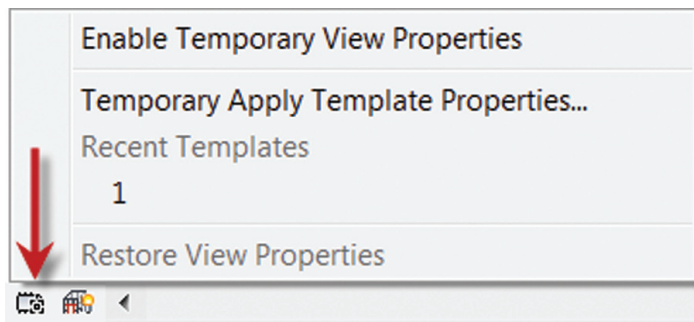 Enable Temporary View Properties
Temporary Apply Template Properties...
Recent Templates
1
Restore View Properties